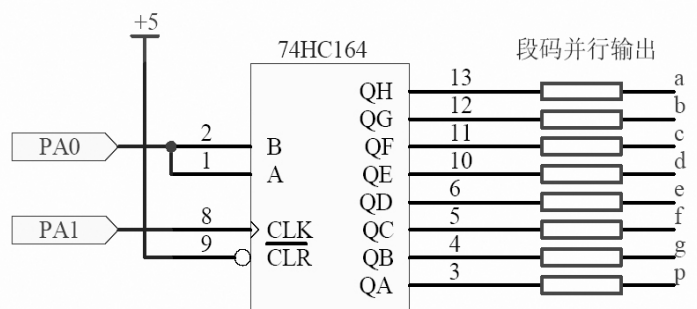 +5
74HC164
段码并行输出
QH 13 a
QG 12 b
PA0 2 B QF 11 c
1 A QE 10 d
QD 6 e
PA1 8 CLK QC 5 f
9 CLR QB 4 g
QA 3 p